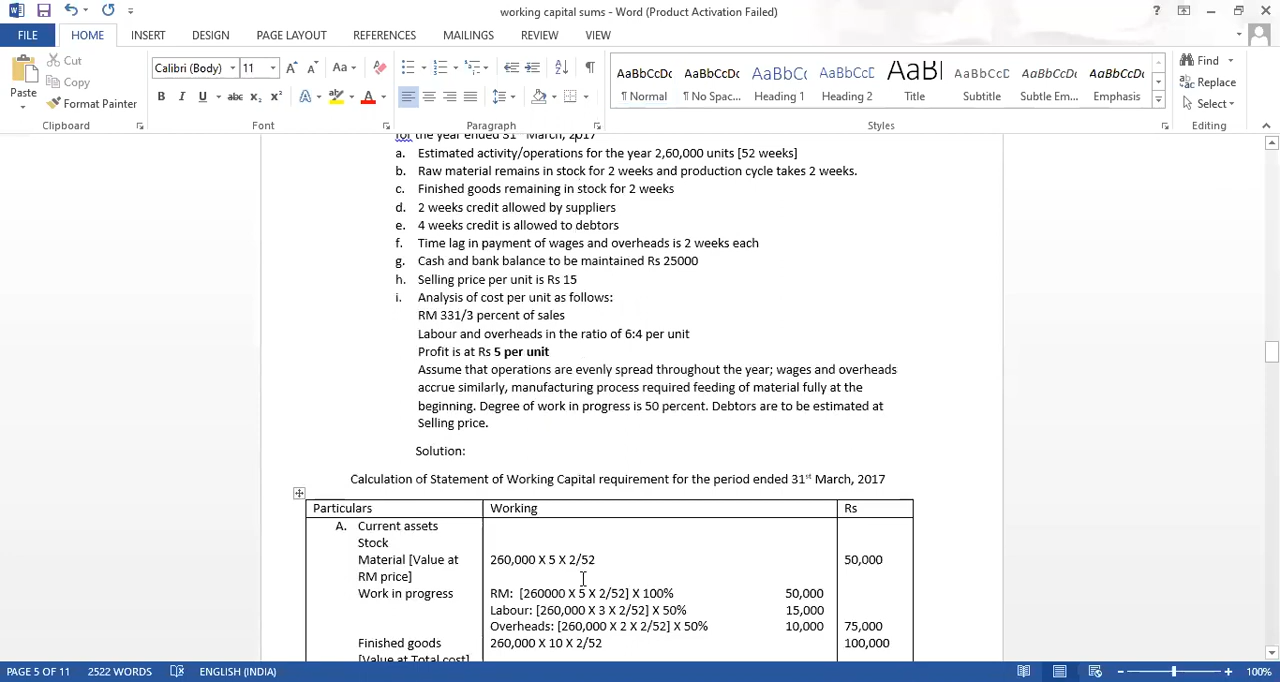 working capital sums - Word (Product Activation Failed)
FILE HOME INSERT DESIGN PAGE LAYOUT REFERENCES MAILINGS REVIEW VIEW
Cut
Copy
Format Painter
Paste
Clipboard
Calibri (Body) 11
Font
Paragraph
AaBbCcDc AaBbCcDc AaBbCc AaBbCcC AaBl AaBbCcC AaBbCcDc AaBbCcDc
¶ Normal ¶ No Spac... Heading 1 Heading 2 Title Subtitle Subtle Em... Emphasis
Styles
Find
Replace
Select
Editing
for the year ended 31st March, 2017
a. Estimated activity/operations for the year 2,60,000 units [52 weeks]
b. Raw material remains in stock for 2 weeks and production cycle takes 2 weeks.
c. Finished goods remaining in stock for 2 weeks
d. 2 weeks credit allowed by suppliers
e. 4 weeks credit is allowed to debtors
f. Time lag in payment of wages and overheads is 2 weeks each
g. Cash and bank balance to be maintained Rs 25000
h. Selling price per unit is Rs 15
i. Analysis of cost per unit as follows:
RM 331/3 percent of sales
Labour and overheads in the ratio of 6:4 per unit
Profit is at Rs 5 per unit
Assume that operations are evenly spread throughout the year; wages and overheads
accrue similarly, manufacturing process required feeding of material fully at the
beginning. Degree of work in progress is 50 percent. Debtors are to be estimated at
Selling price.
Solution:
Calculation of Statement of Working Capital requirement for the period ended 31st March, 2017
Particulars Working Rs
A. Current assets
Stock
Material [Value at 260,000 X 5 X 2/52 50,000
RM price]
Work in progress RM: [260000 X 5 X 2/52] X 100% 50,000
Labour: [260,000 X 3 X 2/52] X 50% 15,000
Overheads: [260,000 X 2 X 2/52] X 50% 10,000 75,000
Finished goods 260,000 X 10 X 2/52 100,000
[Value at Total cost]
PAGE 5 OF 11 2522 WORDS ENGLISH (INDIA) 100%